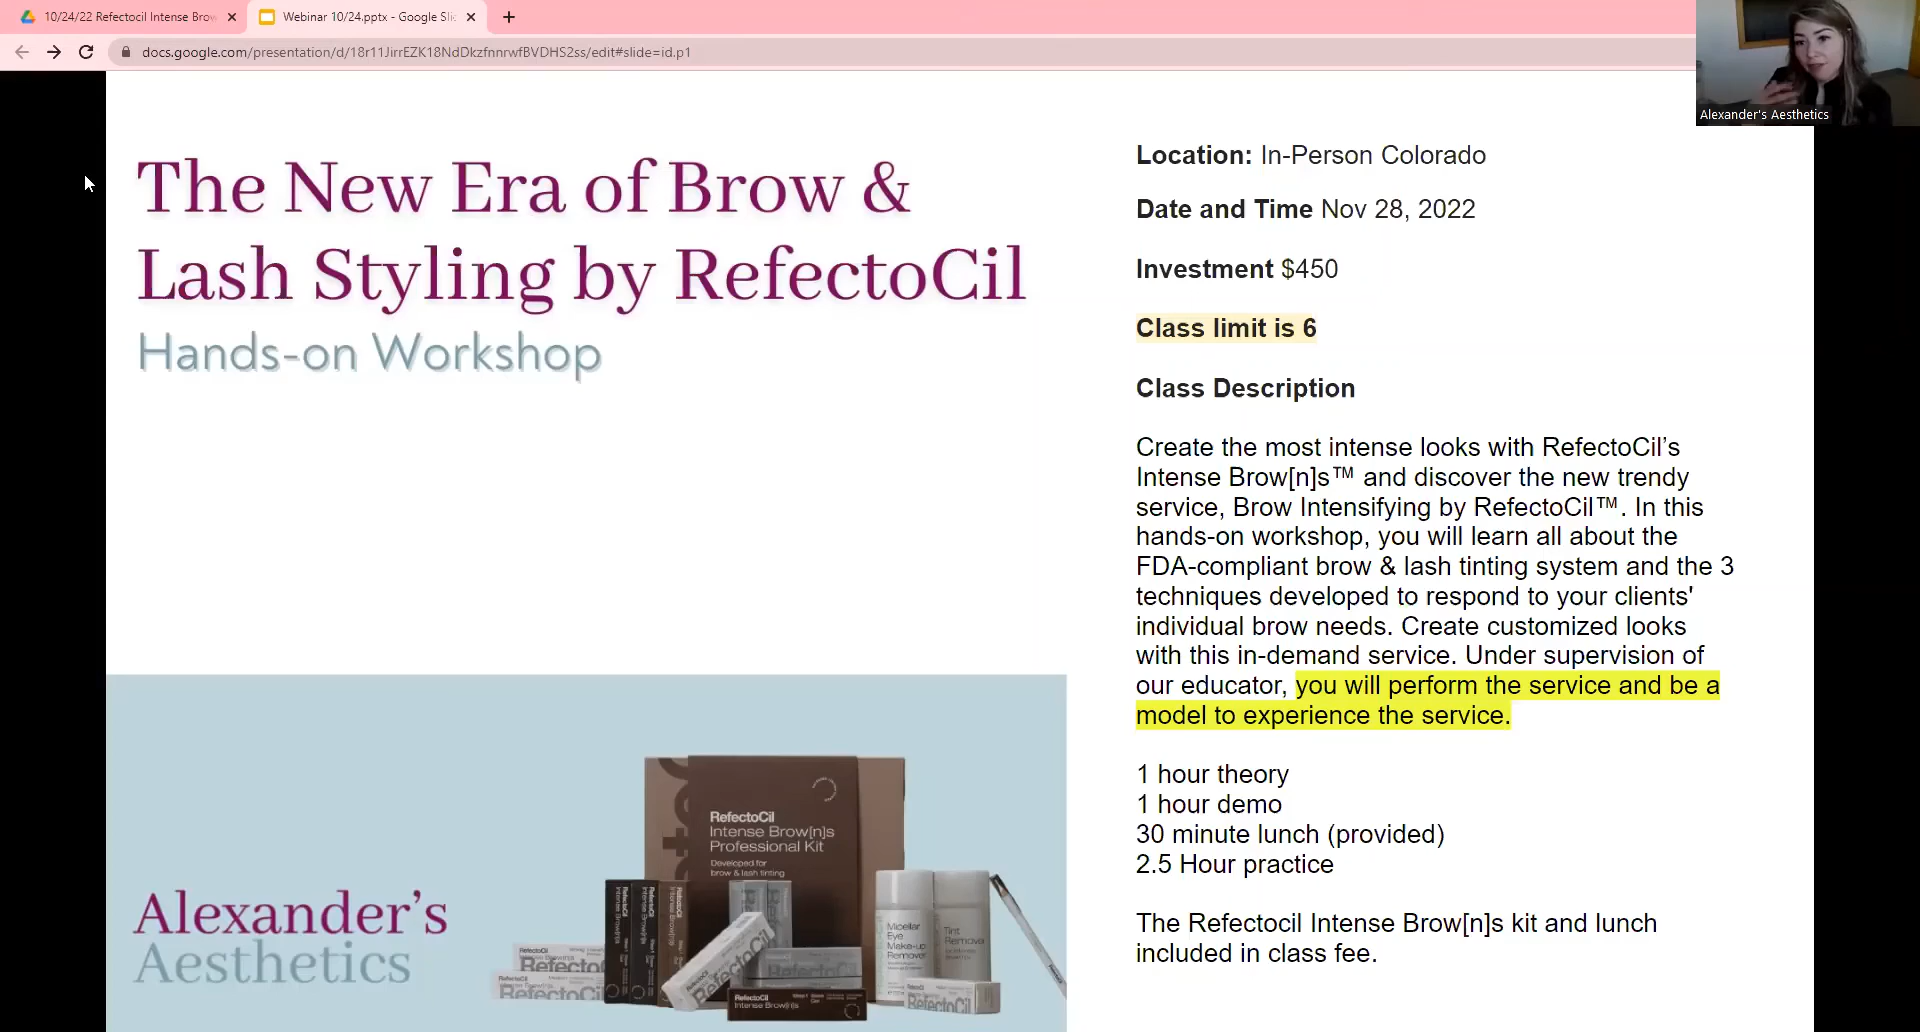 10/24/22 Refectocil Intense Brow
Webinar 10/24.pptx - Google Slid
docs.google.com/presentation/d/18r11JirrEZK18NdDkzfnnrwfBVDHS2ss/edit#slide=id.p1
Alexander's Aesthetics
The New Era of Brow &
Lash Styling by RefectoCil
Hands-on Workshop
Location: In-Person Colorado
Date and Time Nov 28, 2022
Investment $450
Class limit is 6
Class Description
Create the most intense looks with RefectoCil's
Intense Brow[n]s™ and discover the new trendy
service, Brow Intensifying by RefectoCil™. In this
hands-on workshop, you will learn all about the
FDA-compliant brow & lash tinting system and the 3
techniques developed to respond to your clients'
individual brow needs. Create customized looks
with this in-demand service. Under supervision of
our educator, you will perform the service and be a
model to experience the service.
1 hour theory
1 hour demo
30 minute lunch (provided)
2.5 Hour practice
The Refectocil Intense Brow[n]s kit and lunch
included in class fee.
Alexander's
Aesthetics
RefectoCil
Intense Brow[n]s
Professional Kit
Developed for
brow & lash tinting
Micellar
Eye
Make-up
Remover
Tint
Remover
RefectoCil
RefectoCil
RefectoCil
RefectoCil
RefectoCil
RefectoCil
Intense Brow[n]s